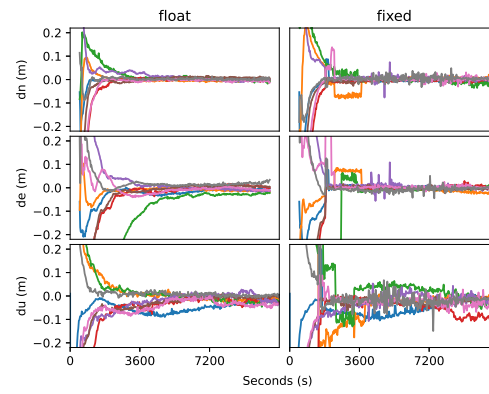 float fixed
dh (m) 0.2 0.1 0.0 −0.1 −0.2
de (m) 0.2 0.1 0.0 −0.1 −0.2
du (m) 0.2 0.1 0.0 −0.1 −0.2
0 3600 7200 0 3600 7200
Seconds (s)